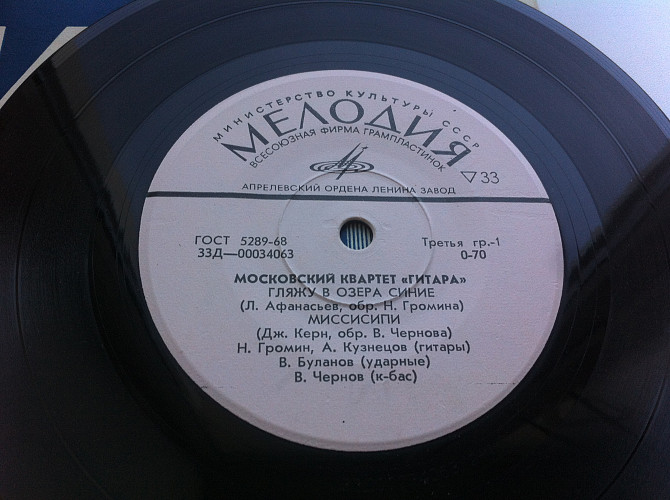 МИНИСТЕРСТВО КУЛЬТУРЫ СССР
МЕЛОДИЯ
ВСЕСОЮЗНАЯ ФИРМА ГРАМПЛАСТИНОК
▽33
АПРЕЛЕВСКИЙ ОРДЕНА ЛЕНИНА ЗАВОД
ГОСТ 5289-68
Третья гр.-1
33Д—00034063
0-70
МОСКОВСКИЙ КВАРТЕТ «ГИТАРА»
ГЛЯЖУ В ОЗЕРА СИНИЕ
(Л. Афанасьев, обр. Н. Громина)
МИССИСИПИ
(Дж. Керн, обр. В. Чернова)
Н. Громин, А. Кузнецов (гитары)
В. Буланов (ударные)
В. Чернов (к-бас)